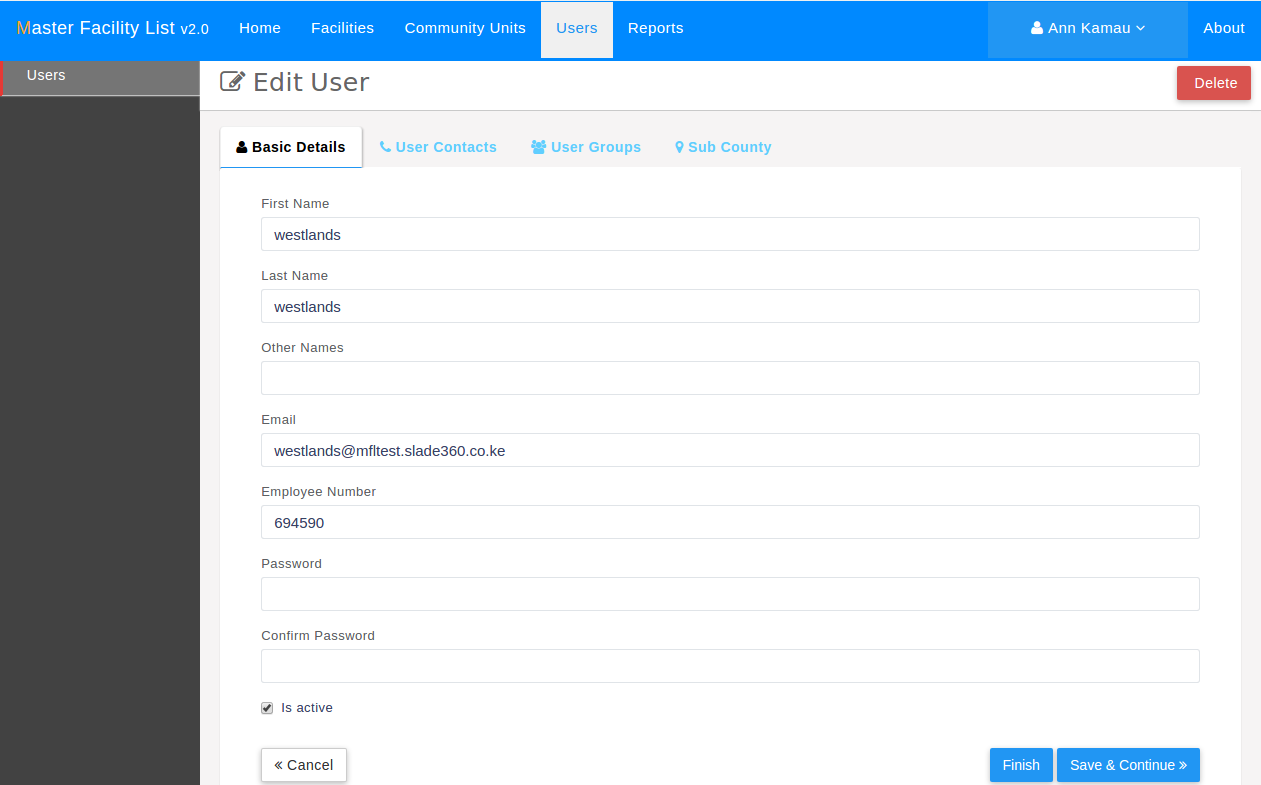 Master Facility List v2.0 Home Facilities Community Units Users Reports Ann Kamau About
Users
Edit User Delete
Basic Details User Contacts User Groups Sub County
First Name
westlands
Last Name
westlands
Other Names
Email
westlands@mfltest.slade360.co.ke
Employee Number
694590
Password
Confirm Password
Is active
« Cancel Finish Save & Continue »